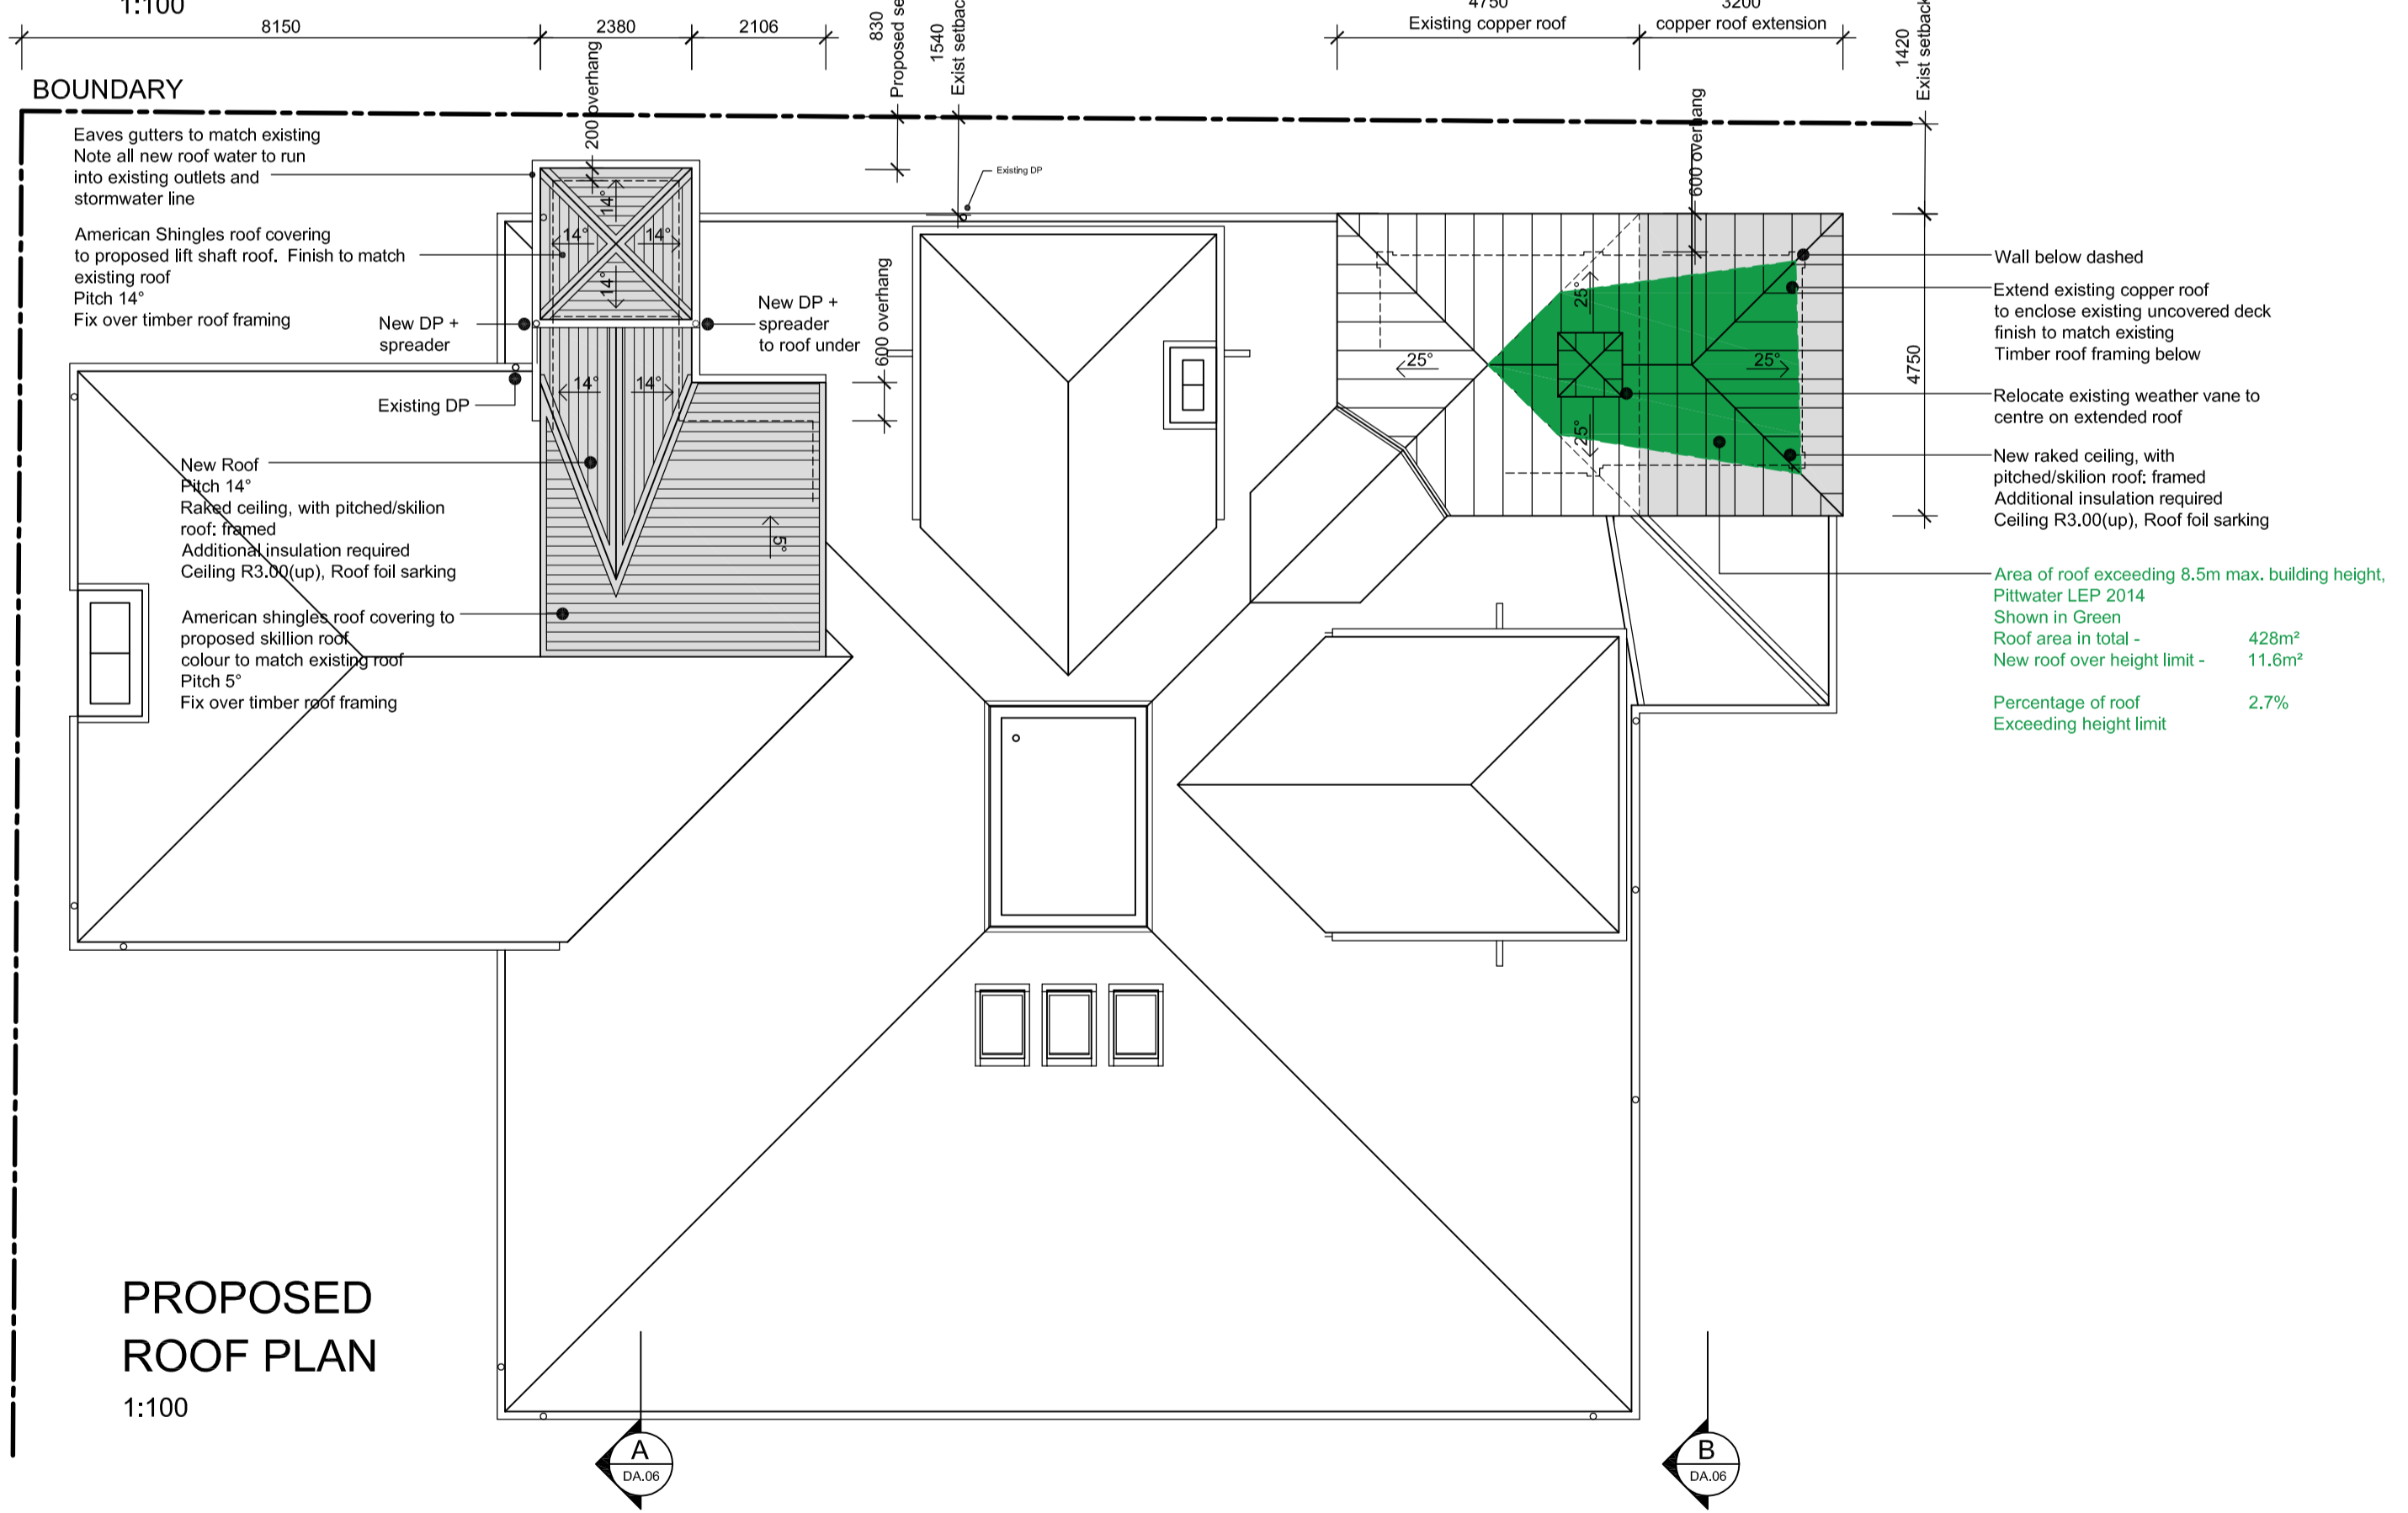 1:100
8150
2380
2106
830
Proposed se
1540
Exist setbac
4750
Existing copper roof
3200
copper roof extension
1420
Exist setback
BOUNDARY
200 overhang
600 overhang
Eaves gutters to match existing
Note all new roof water to run
into existing outlets and
stormwater line
American Shingles roof covering
to proposed lift shaft roof. Finish to match
existing roof
Pitch 14°
Fix over timber roof framing
New DP +
spreader
Existing DP
New DP +
spreader
to roof under
Existing DP
600 overhang
14°
14°
14°
14°
14°
14°
5°
New Roof
Pitch 14°
Raked ceiling, with pitched/skilion
roof: framed
Additional insulation required
Ceiling R3.00(up), Roof foil sarking
American shingles roof covering to
proposed skillion roof
colour to match existing roof
Pitch 5°
Fix over timber roof framing
25°
25°
25°
25°
4750
Wall below dashed
Extend existing copper roof
to enclose existing uncovered deck
finish to match existing
Timber roof framing below
Relocate existing weather vane to
centre on extended roof
New raked ceiling, with
pitched/skilion roof: framed
Additional insulation required
Ceiling R3.00(up), Roof foil sarking
Area of roof exceeding 8.5m max. building height,
Pittwater LEP 2014
Shown in Green
Roof area in total - 428m²
New roof over height limit - 11.6m²
Percentage of roof 2.7%
Exceeding height limit
PROPOSED
ROOF PLAN
1:100
A
DA.06
B
DA.06